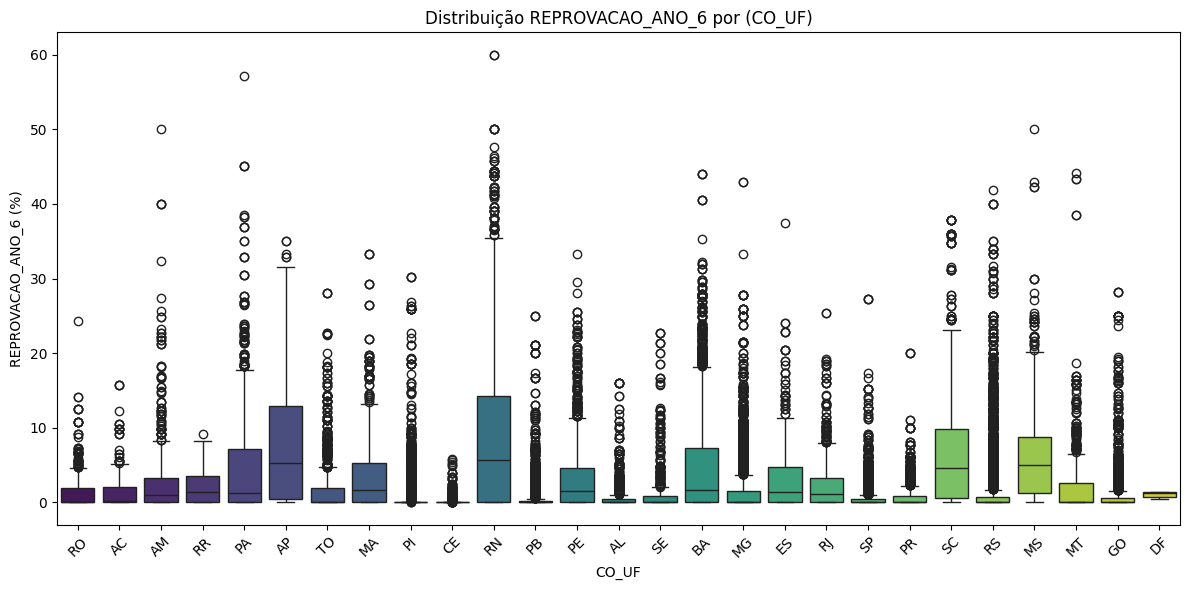 Distribuição REPROVACAO_ANO_6 por (CO_UF)
REPROVACAO_ANO_6 (%)
60
50
40
30
20
10
0
RO AC AM RR PA AP TO MA PI CE RN PB PE AL SE BA MG ES RJ SP PR SC RS MS MT GO DF
CO_UF